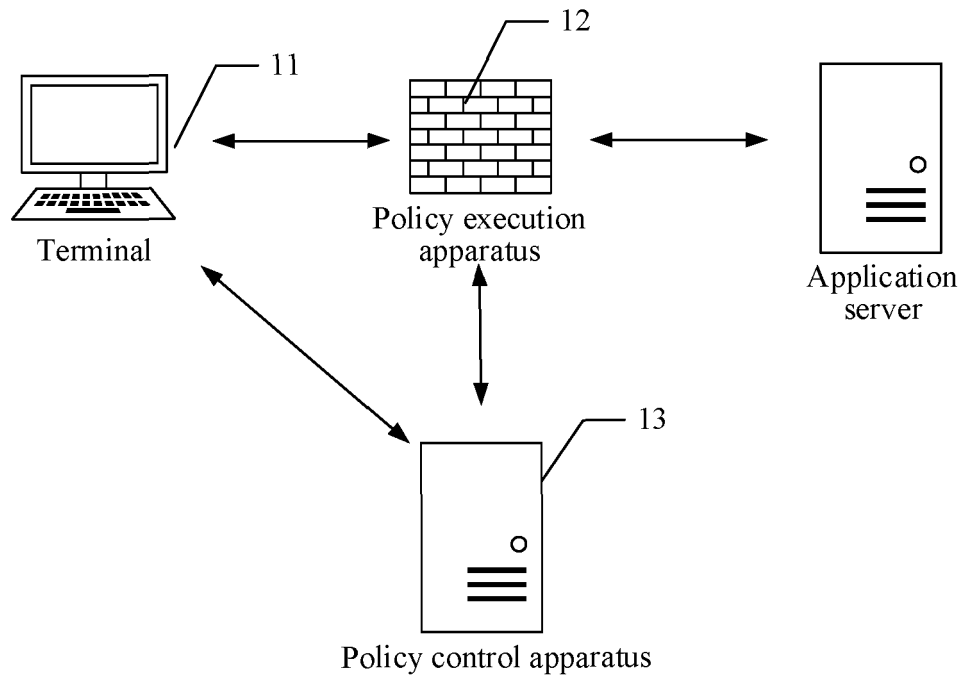 12
11
Terminal
Policy execution
apparatus
Application
server
13
Policy control apparatus